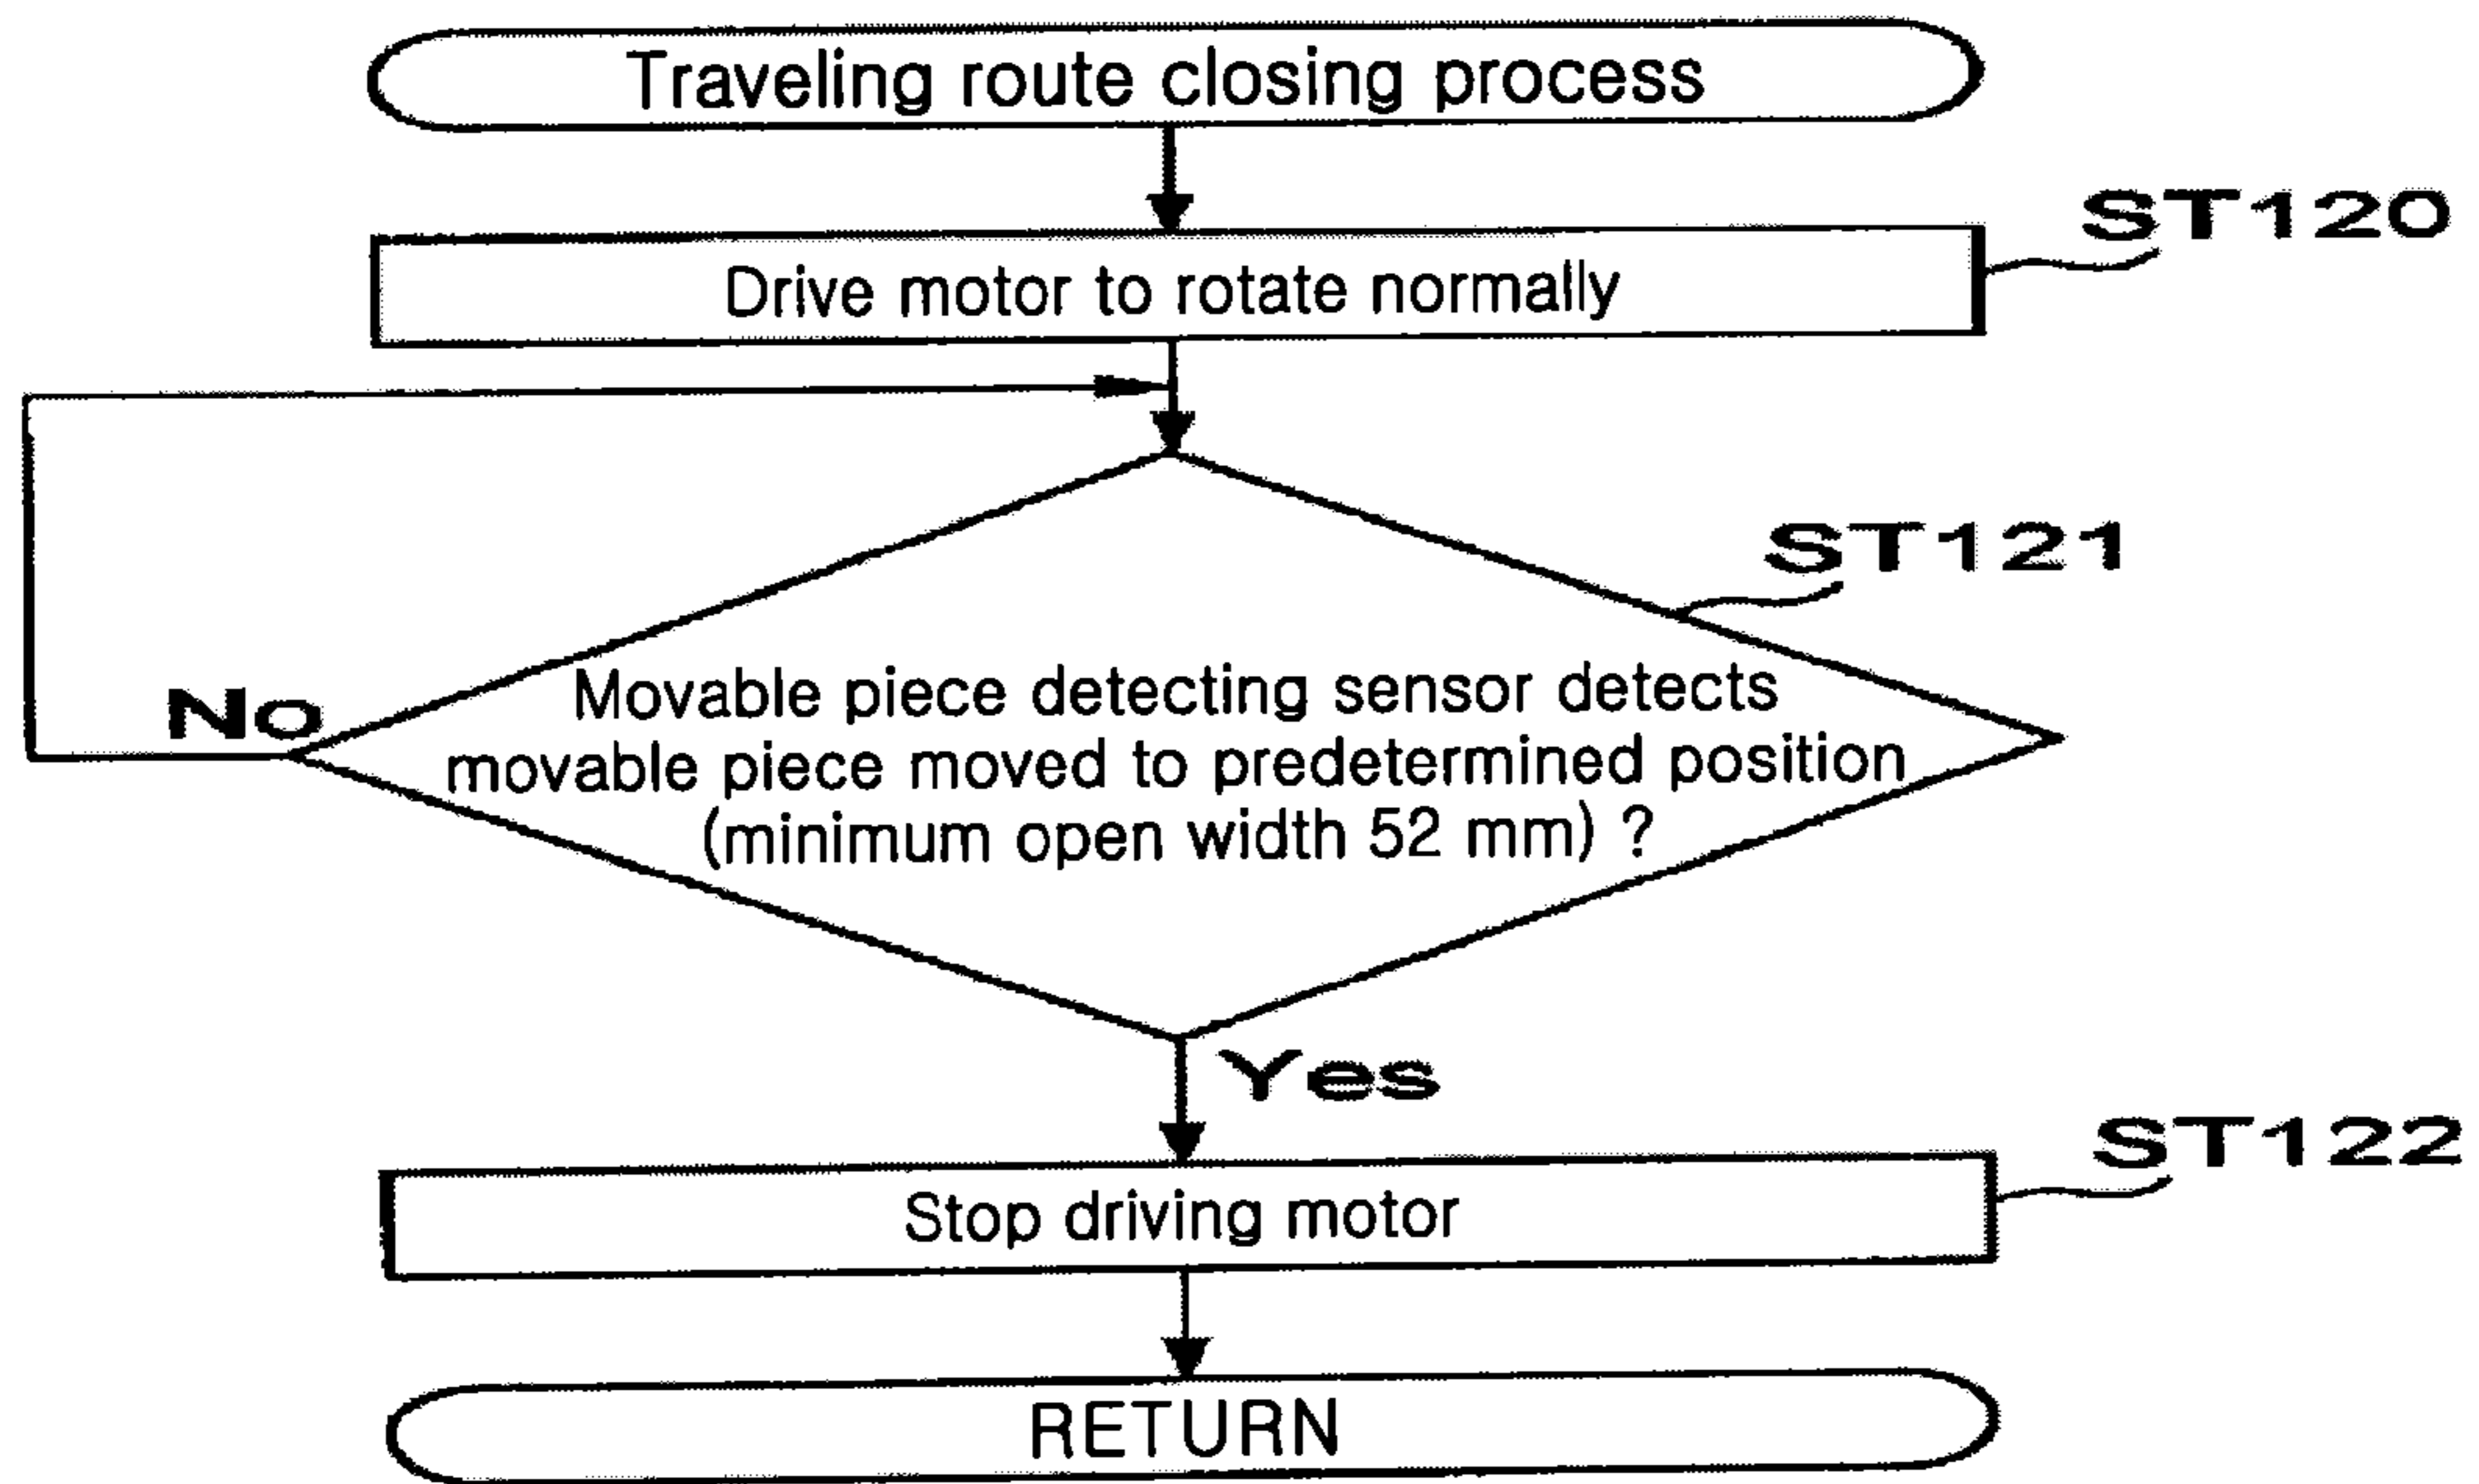 Traveling route closing process
ST120
Drive motor to rotate normally
ST121
No
Movable piece detecting sensor detects
movable piece moved to predetermined position
(minimum open width 52 mm) ?
Yes
ST122
Stop driving motor
RETURN